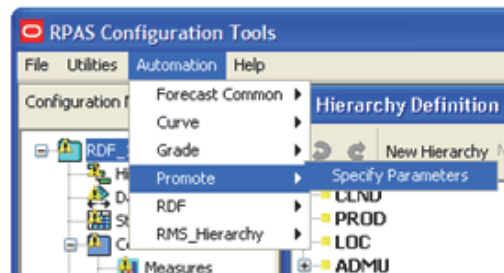 RPAS Configuration Tools
File Utilities Automation Help
Configuration
Forecast Common
Curve
Grade
Promote
RDF
RMS_Hierarchy
Specify Parameters
Hierarchy Definition
New Hierarchy
RDF_
Measures
CLND
PROD
LOC
ADMU